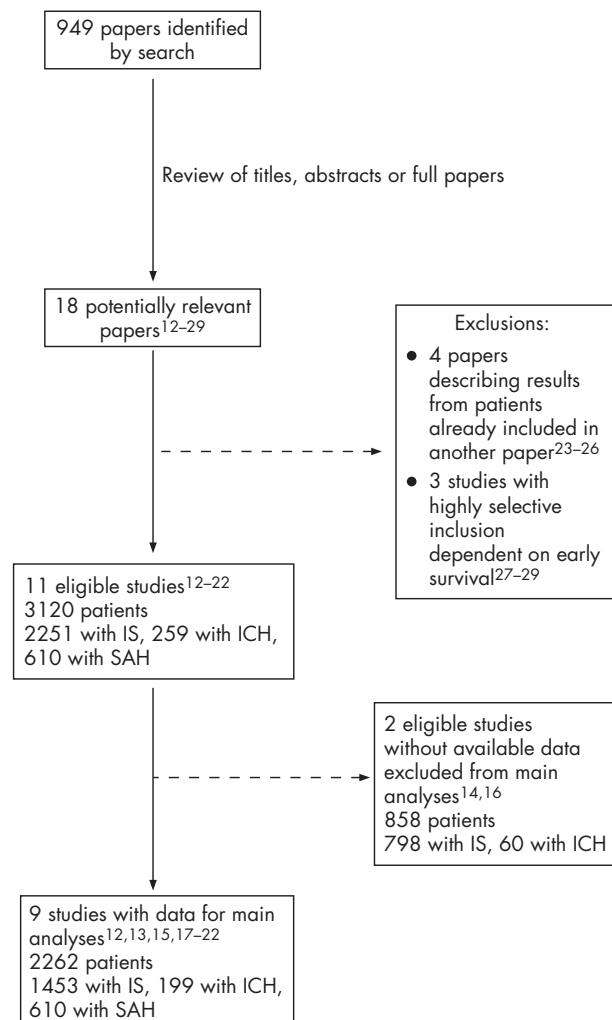 949 papers identified
by search
Review of titles, abstracts or full papers
18 potentially relevant
papers12–29
Exclusions:
● 4 papers
describing results
from patients
already included in
another paper23–26
● 3 studies with
highly selective
inclusion
dependent on early
survival27–29
11 eligible studies12–22
3120 patients
2251 with IS, 259 with ICH,
610 with SAH
2 eligible studies
without available data
excluded from main
analyses14,16
858 patients
798 with IS, 60 with ICH
9 studies with data for main
analyses12,13,15,17–22
2262 patients
1453 with IS, 199 with ICH,
610 with SAH